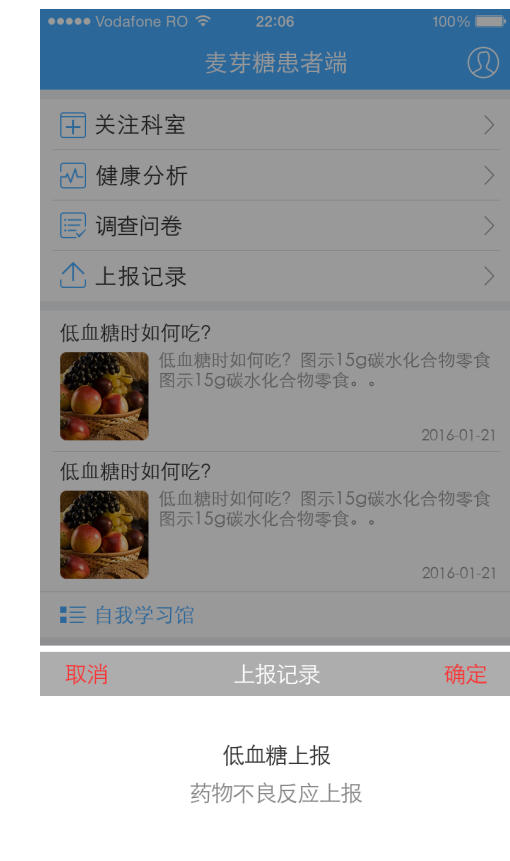 Vodafone RO 22:06 100%
麦芽糖患者端
关注科室
健康分析
调查问卷
上报记录
低血糖时如何吃？
低血糖时如何吃？图示15g碳水化合物零食
图示15g碳水化合物零食。。
2016-01-21
低血糖时如何吃？
低血糖时如何吃？图示15g碳水化合物零食
图示15g碳水化合物零食。。
2016-01-21
自我学习馆
取消 上报记录 确定
低血糖上报
药物不良反应上报